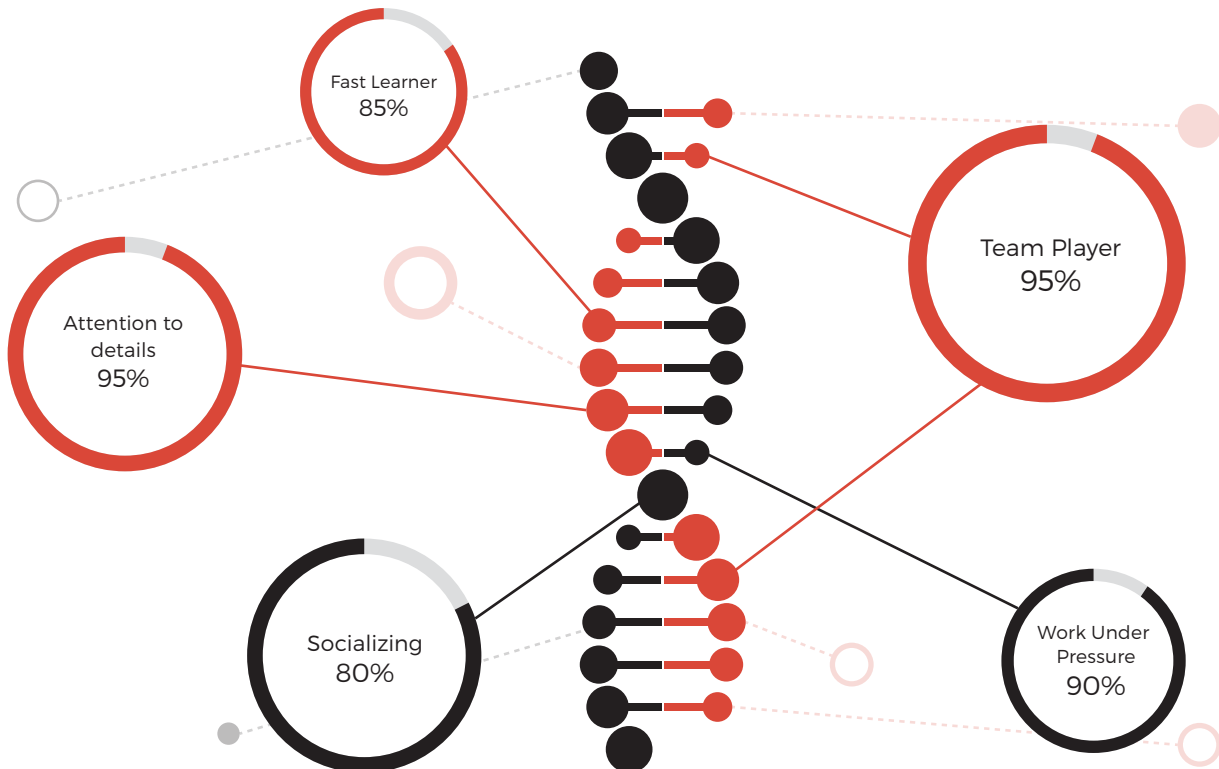 Fast Learner
85%
Team Player
95%
Attention to
details
95%
Socializing
80%
Work Under
Pressure
90%